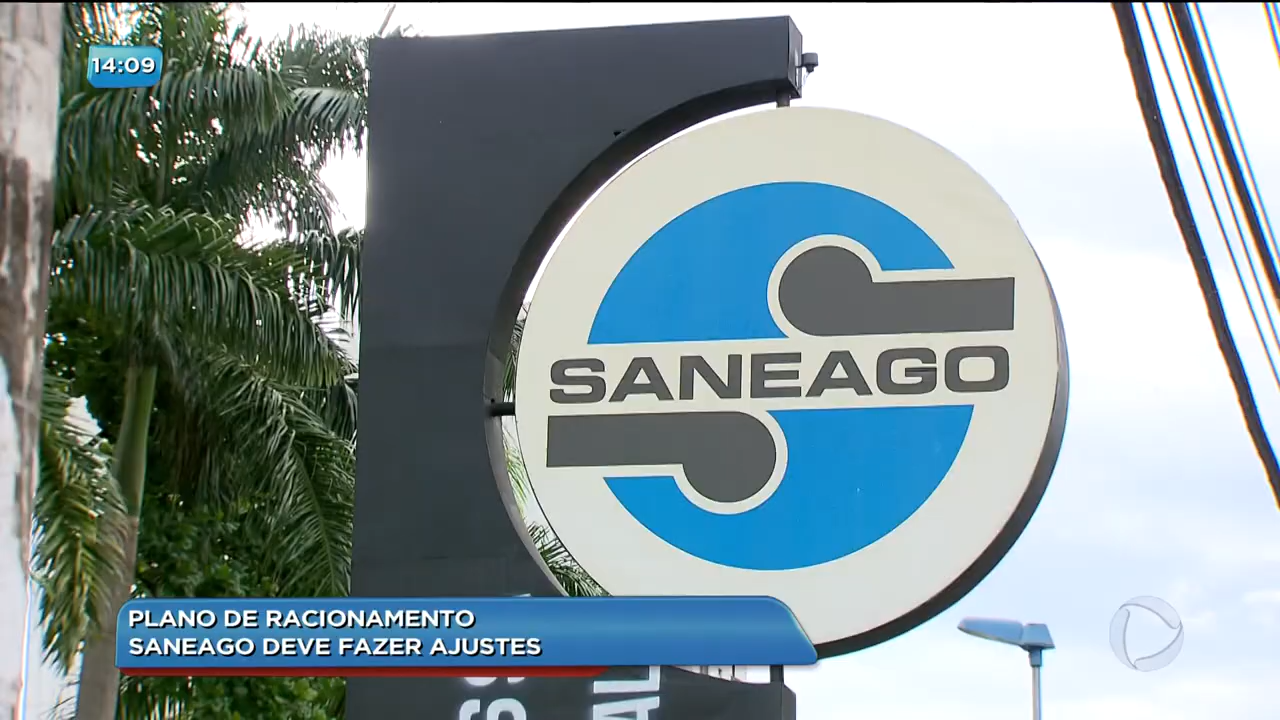 14:09
SANEAGO
PLANO DE RACIONAMENTO
SANEAGO DEVE FAZER AJUSTES